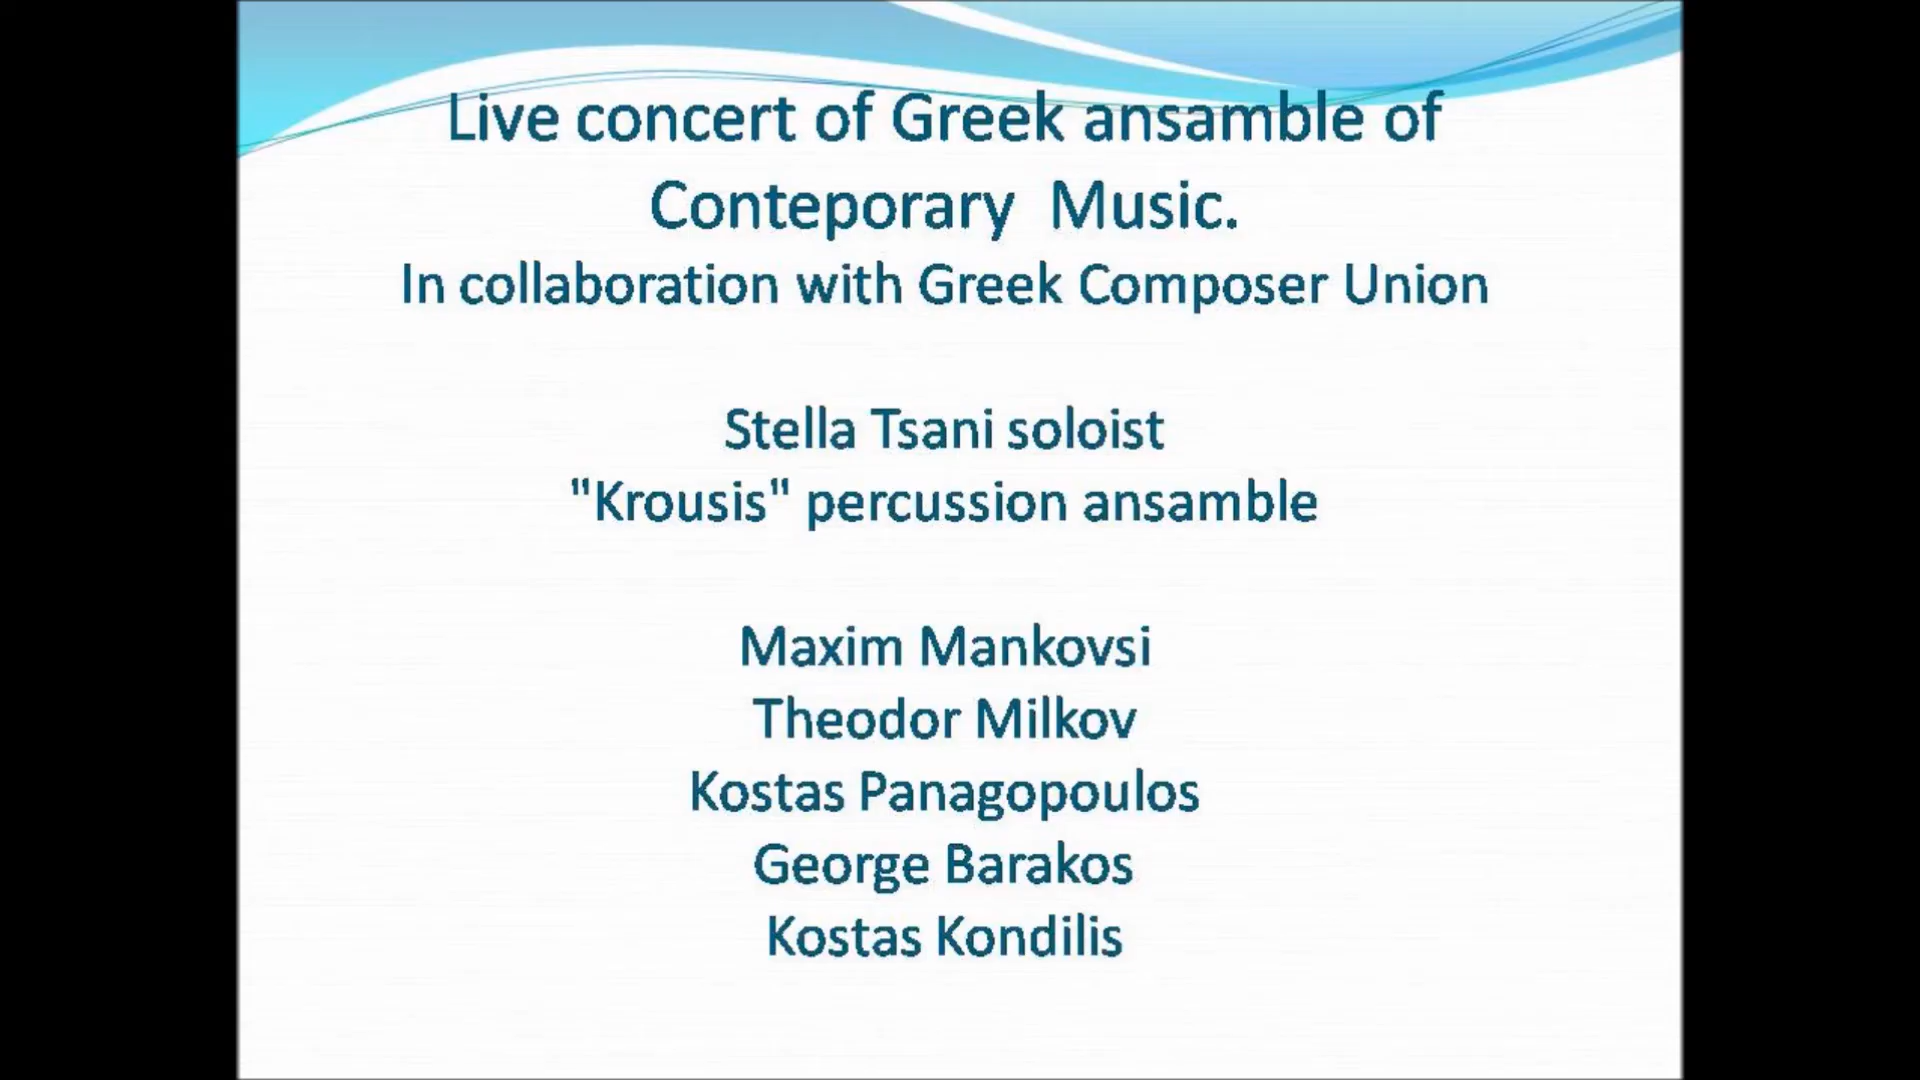 Live concert of Greek ansamble of
Conteporary  Music.
In collaboration with Greek Composer Union
Stella Tsani soloist
"Krousis" percussion ansamble
Maxim Mankovsi
Theodor Milkov
Kostas Panagopoulos
George Barakos
Kostas Kondilis